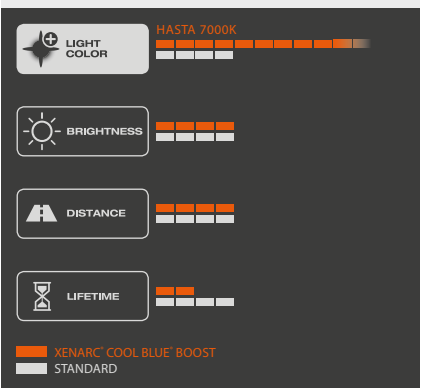 HASTA 7000K
LIGHT
COLOR
BRIGHTNESS
DISTANCE
LIFETIME
XENARC® COOL BLUE® BOOST
STANDARD